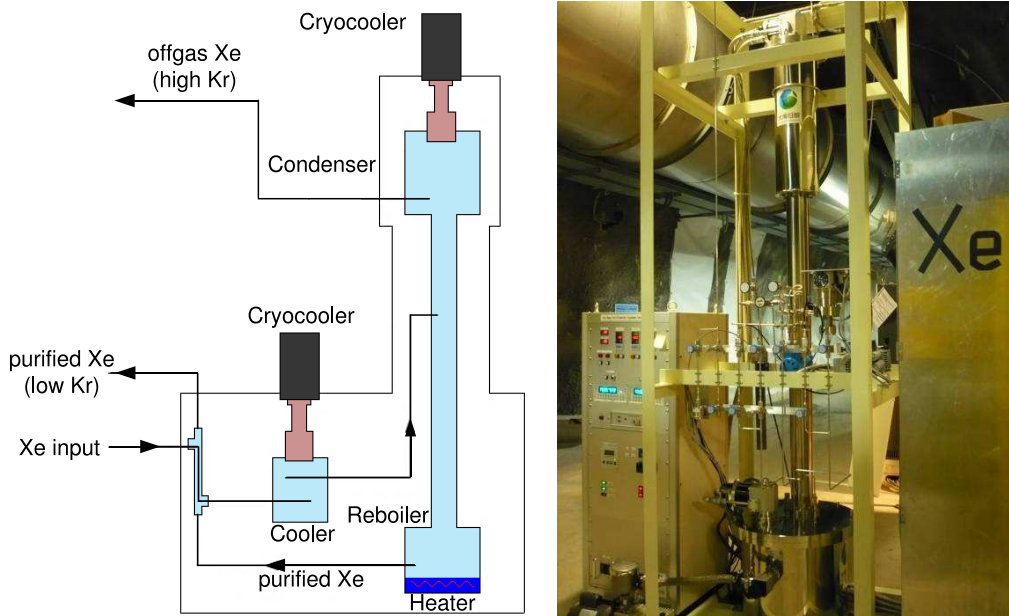 Cryocooler
offgas Xe
(high Kr)
Condenser
Cryocooler
purified Xe
(low Kr)
Xe input
Reboiler
Cooler
purified Xe
Heater
Xe